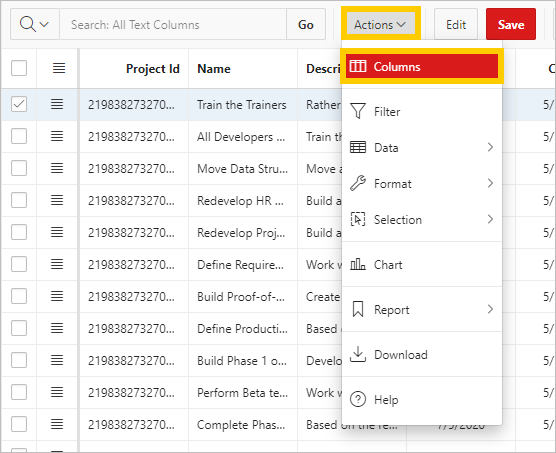 Search: All Text Columns Go Actions Edit Save
Project Id Name Descri
Columns
219838273270... Train the Trainers Rather 5/
Filter
219838273270... All Developers ... Train th 5/
Data
219838273270... Move Data Stru... Move a 5/
Format
219838273270... Redevelop HR ... Build a 5/
Selection
219838273270... Redevelop Proj... Build a 5/
219838273270... Define Require... Work w 5/
Chart
219838273270... Build Proof-of-... Create 5/
Report
219838273270... Define Producti... Based o 5/
219838273270... Build Phase 1 o... Develo 5/
Download
219838273270... Perform Beta te... Work w 5/
Help
219838273270... Complete Phas... Based on the re... 7/5/2020 5/